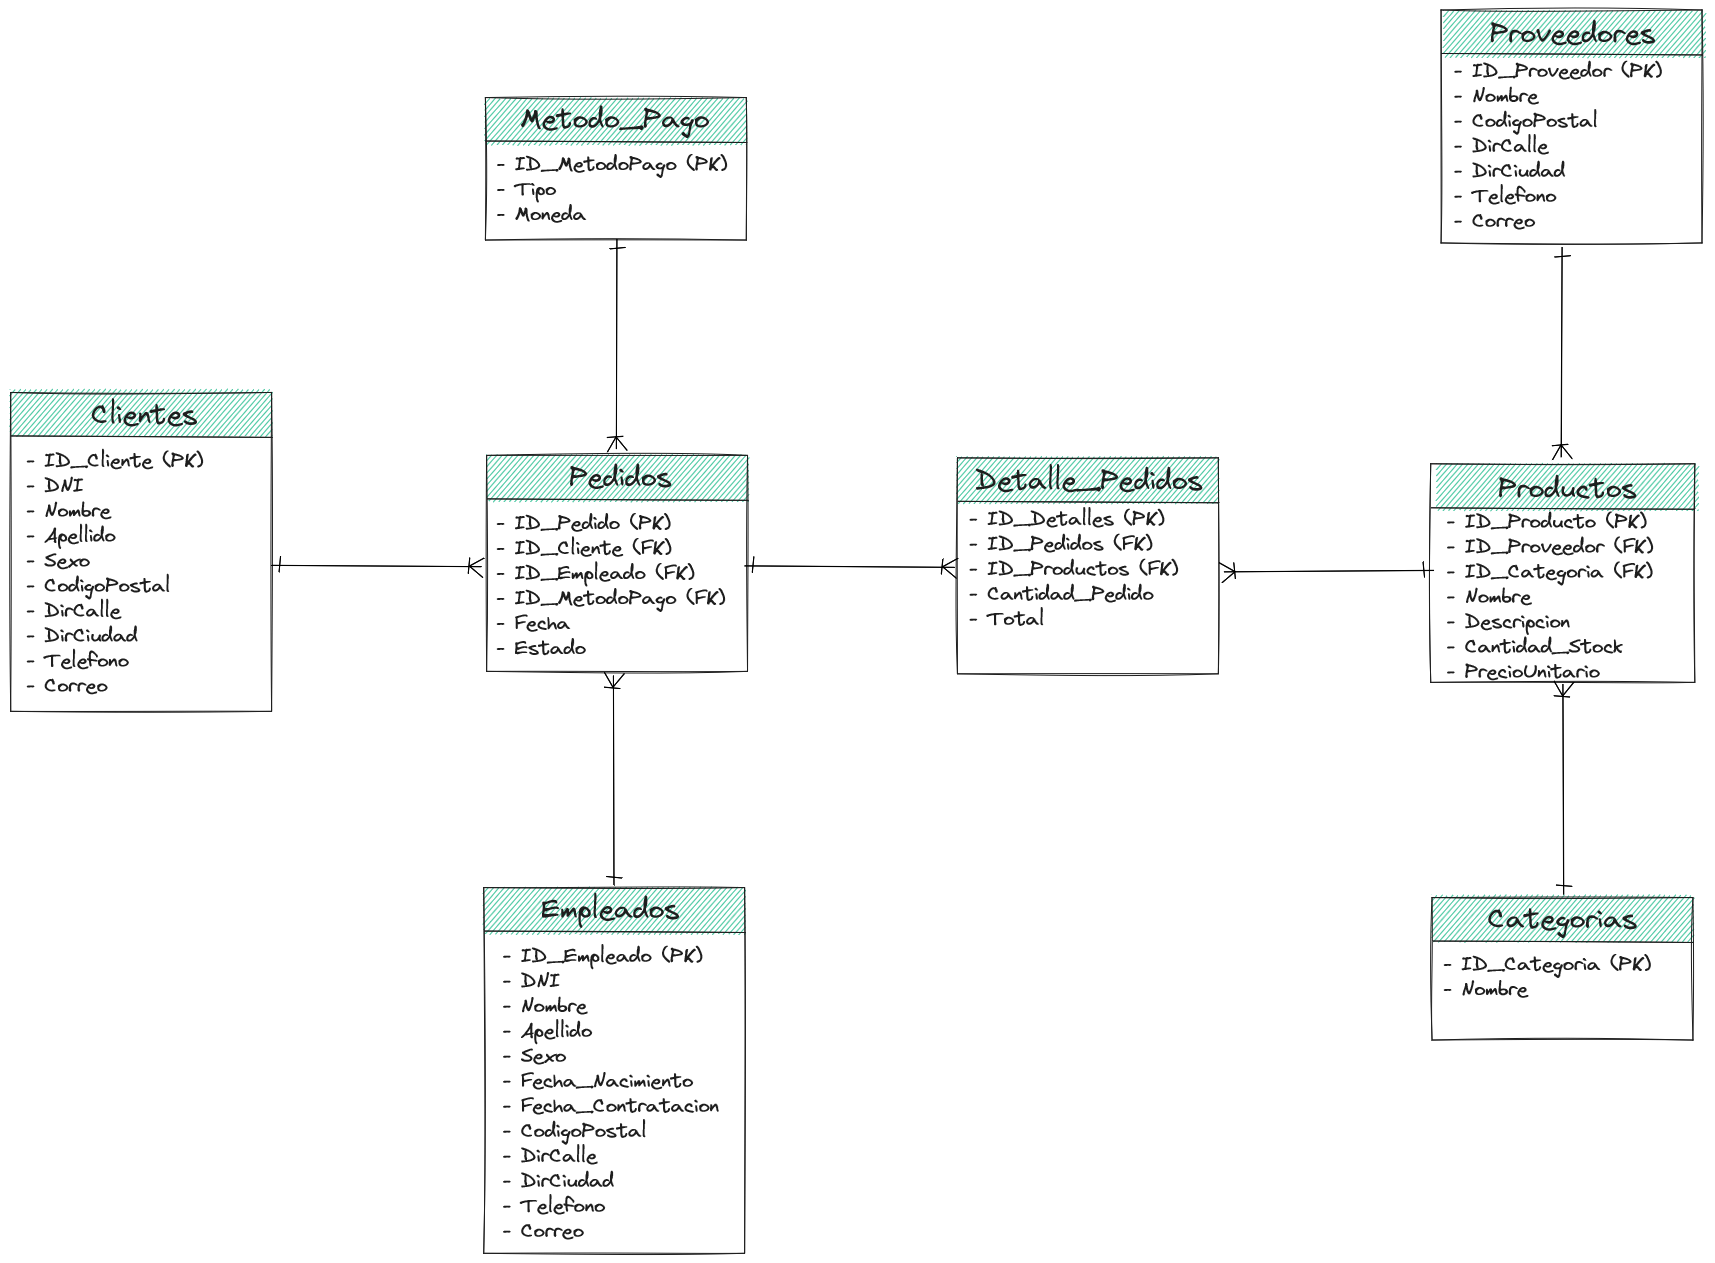 Proveedores
- ID_Proveedor (PK)
- Nombre
- CodigoPostal
- DirCalle
- DirCiudad
- Telefono
- Correo
Metodo_Pago
- ID_MetodoPago (PK)
- Tipo
- Moneda
Clientes
- ID_Cliente (PK)
- DNI
- Nombre
- Apellido
- Sexo
- CodigoPostal
- DirCalle
- DirCiudad
- Telefono
- Correo
Pedidos
- ID_Pedido (PK)
- ID_Cliente (FK)
- ID_Empleado (FK)
- ID_MetodoPago (FK)
- Fecha
- Estado
Detalle_Pedidos
- ID_Detalles (PK)
- ID_Pedidos (FK)
- ID_Productos (FK)
- Cantidad_Pedido
- Total
Productos
- ID_Producto (PK)
- ID_Proveedor (FK)
- ID_Categoria (FK)
- Nombre
- Descripcion
- Cantidad_Stock
- PrecioUnitario
Empleados
- ID_Empleado (PK)
- DNI
- Nombre
- Apellido
- Sexo
- Fecha_Nacimiento
- Fecha_Contratacion
- CodigoPostal
- DirCalle
- DirCiudad
- Telefono
- Correo
Categorias
- ID_Categoria (PK)
- Nombre